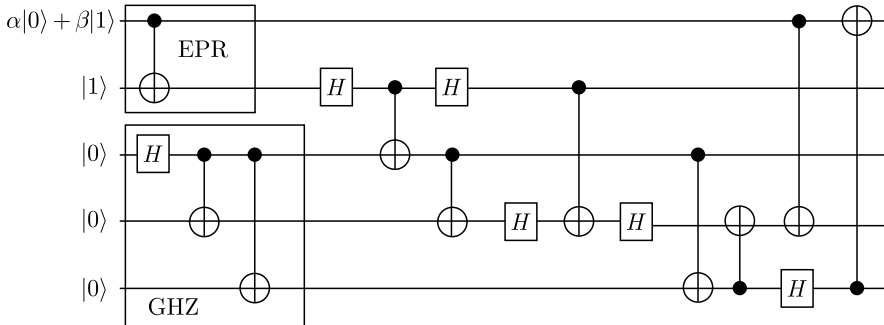 α|0⟩ + β|1⟩
EPR
|1⟩ H H
|0⟩ H
|0⟩ H H
|0⟩ H
GHZ